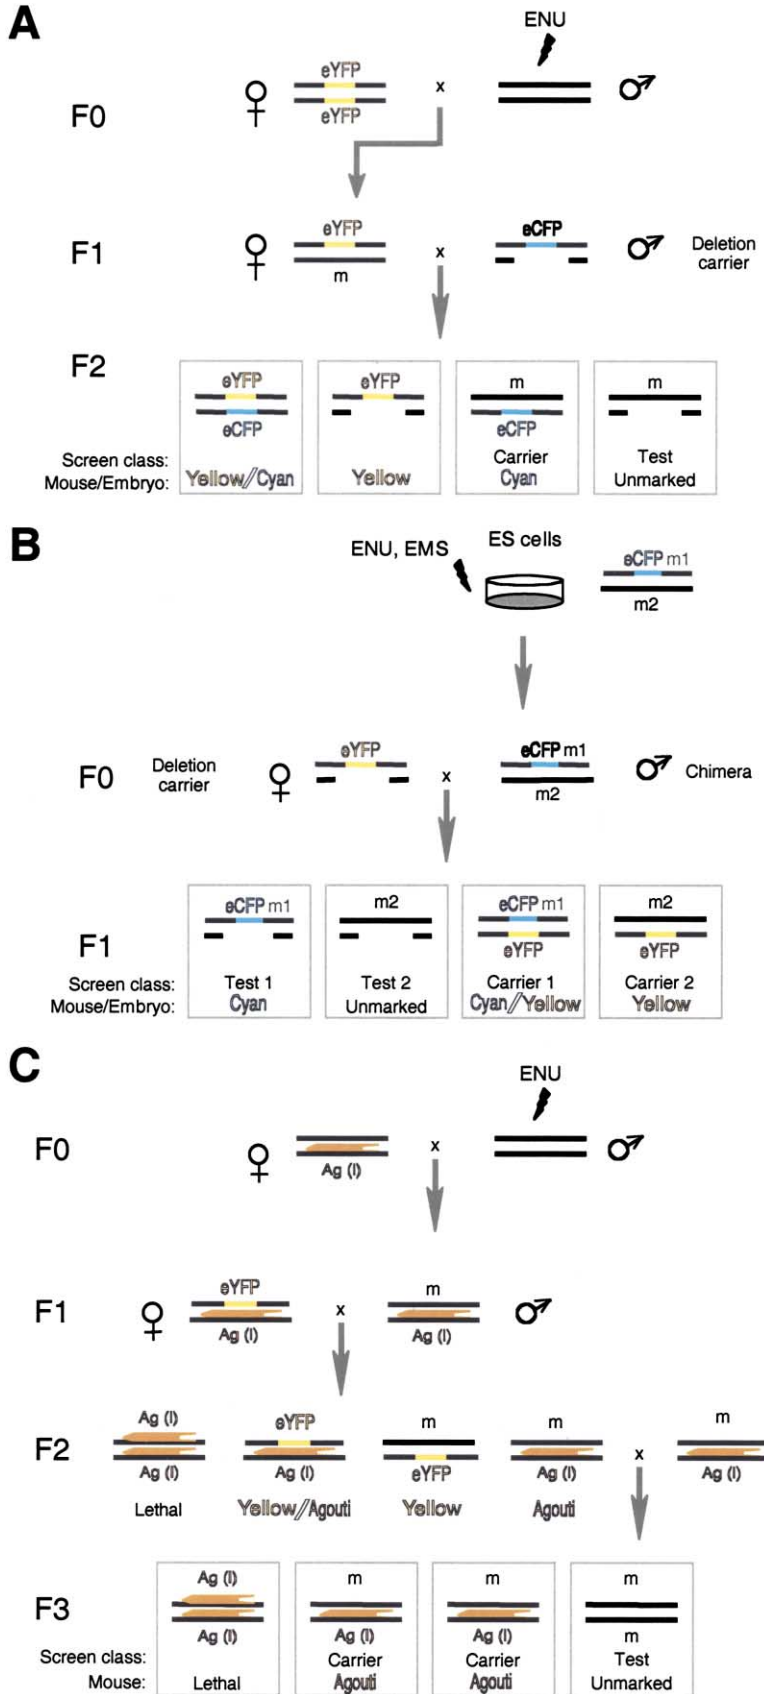 A
ENU
eYFP
x
eYFP
F0
eYFP
eCFP
F1
x
Deletion
carrier
m
F2
eYFP
eYFP
m
m
eCFP
eCFP
Screen class:
Carrier
Test
Mouse/Embryo:
Yellow//Cyan
Yellow
Cyan
Unmarked
B
ENU, EMS
ES cells
eCFP m1
m2
F0
Deletion
carrier
eYFP
x
eCFP m1
m2
Chimera
F1
eCFP m1
m2
eCFP m1
m2
eYFP
eYFP
Screen class:
Test 1
Test 2
Carrier 1
Carrier 2
Mouse/Embryo:
Cyan
Unmarked
Cyan//Yellow
Yellow
C
ENU
F0
x
Ag (l)
F1
eYFP
m
x
Ag (l)
Ag (l)
F2
Ag (l)
eYFP
m
m
m
x
Ag (l)
Ag (l)
eYFP
Ag (l)
Ag (l)
Lethal
Yellow//Agouti
Yellow
Agouti
F3
Ag (l)
m
m
m
Ag (l)
Ag (l)
Ag (l)
m
Screen class:
Carrier
Carrier
Test
Mouse:
Lethal
Agouti
Agouti
Unmarked